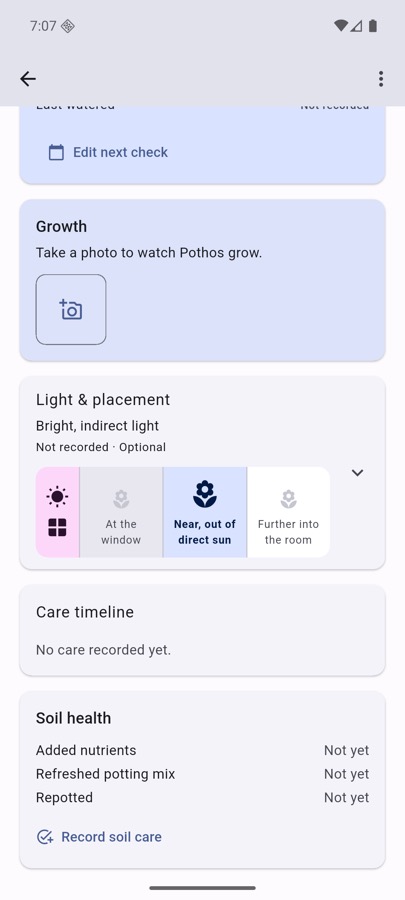 7:07
Last watered
Not recorded
Edit next check
Growth
Take a photo to watch Pothos grow.
Light & placement
Bright, indirect light
Not recorded · Optional
At the
window
Near, out of
direct sun
Further into
the room
Care timeline
No care recorded yet.
Soil health
Added nutrients
Not yet
Refreshed potting mix
Not yet
Repotted
Not yet
Record soil care